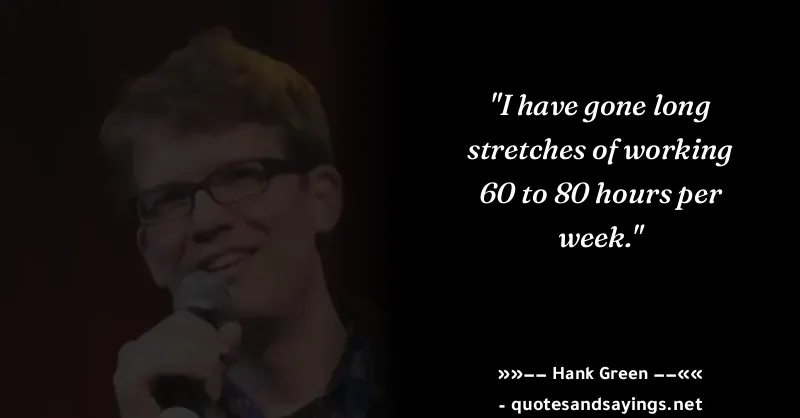 "I have gone long
stretches of working
60 to 80 hours per
week."
»»−− Hank Green −−««
- quotesandsayings.net